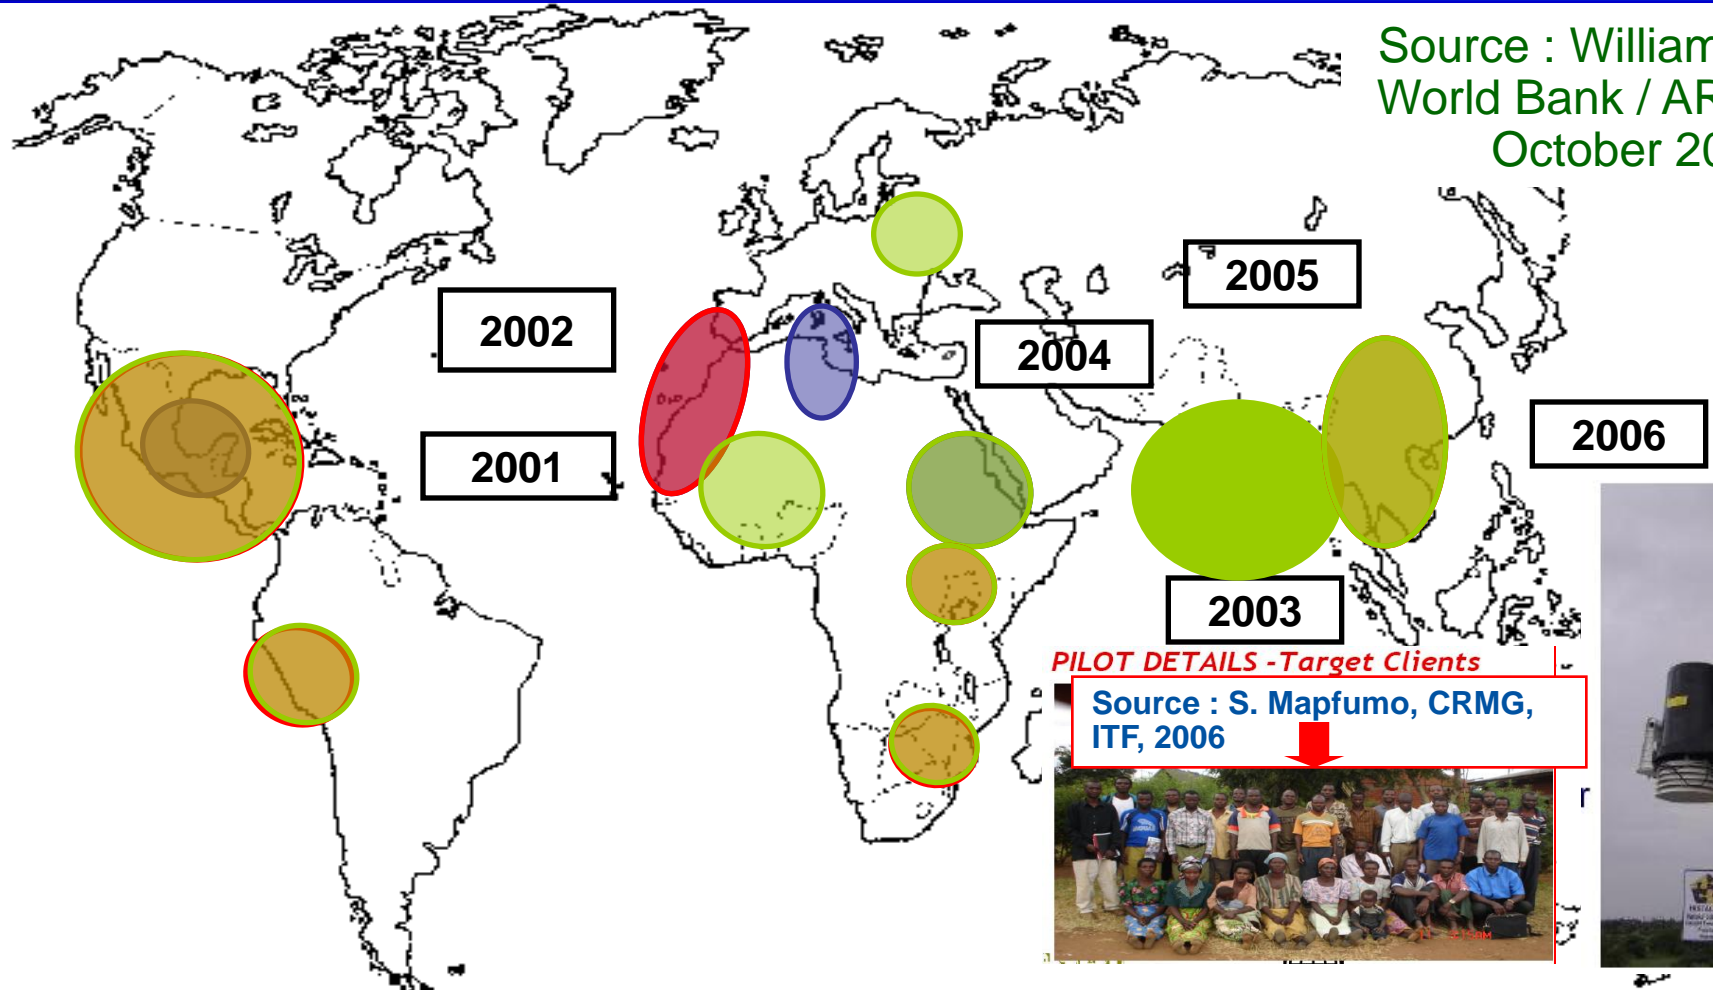 Source : William
World Bank / AR
October 20
2005
2002
2004
2006
2001
2003
PILOT DETAILS -Target Clients
Source : S. Mapfumo, CRMG,
ITF, 2006
r